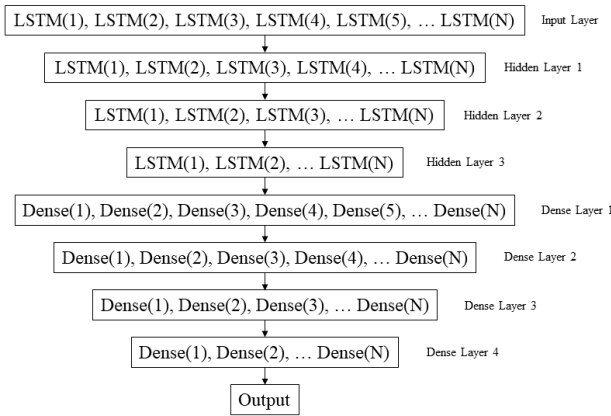 LSTM(1), LSTM(2), LSTM(3), LSTM(4), LSTM(5), … LSTM(N) Input Layer
LSTM(1), LSTM(2), LSTM(3), LSTM(4), … LSTM(N) Hidden Layer 1
LSTM(1), LSTM(2), LSTM(3), … LSTM(N) Hidden Layer 2
LSTM(1), LSTM(2), … LSTM(N) Hidden Layer 3
Dense(1), Dense(2), Dense(3), Dense(4), Dense(5), … Dense(N) Dense Layer 1
Dense(1), Dense(2), Dense(3), Dense(4), … Dense(N) Dense Layer 2
Dense(1), Dense(2), Dense(3), … Dense(N) Dense Layer 3
Dense(1), Dense(2), … Dense(N) Dense Layer 4
Output